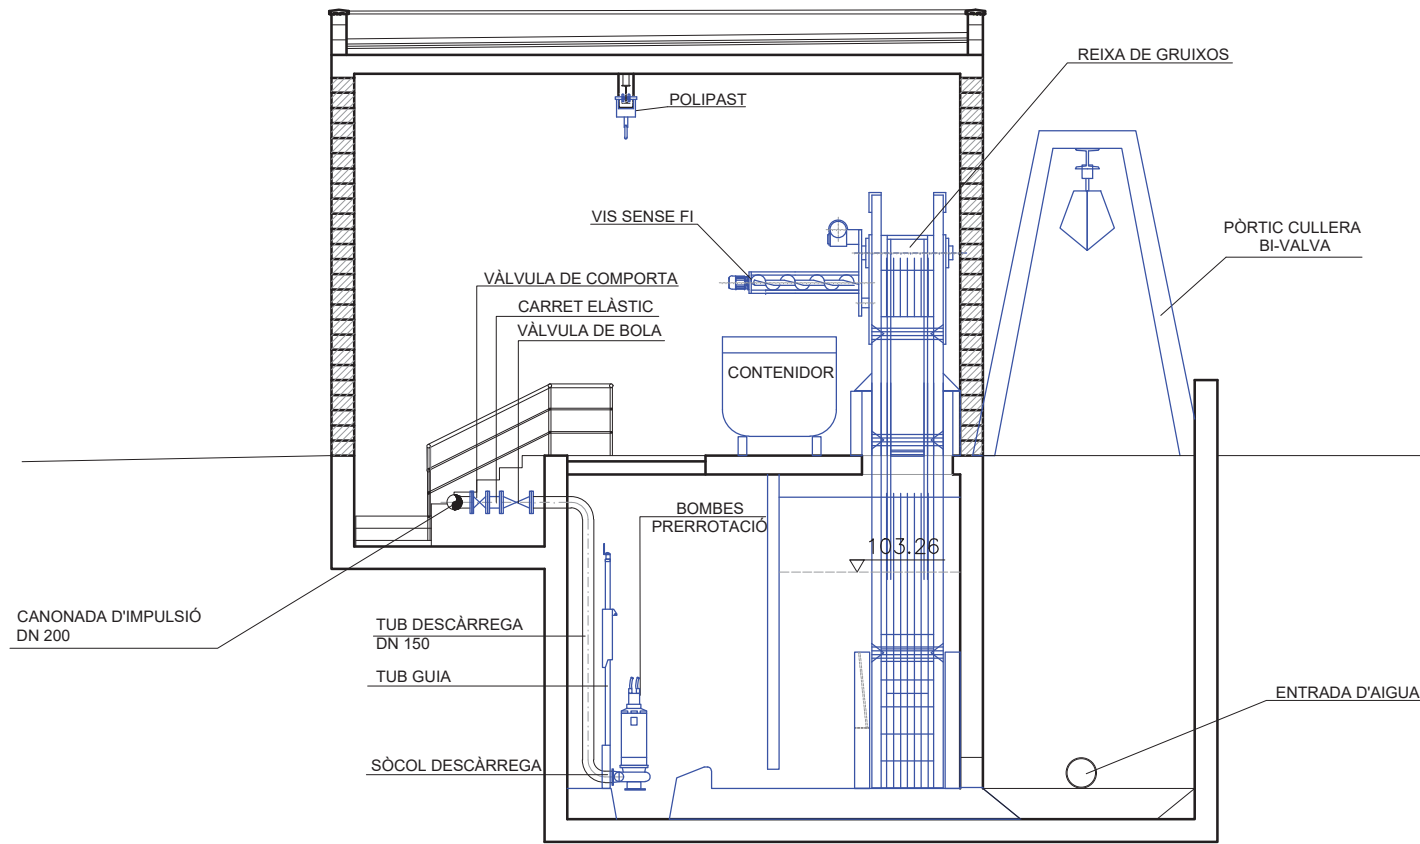 REIXA DE GRUIXOS
POLIPAST
VIS SENSE FI
PÒRTIC CULLERA
BI-VALVA
VÀLVULA DE COMPORTA
CARRET ELÀSTIC
VÀLVULA DE BOLA
CONTENIDOR
BOMBES
PRERROTACIÓ
103.26
CANONADA D'IMPULSIÓ
DN 200
TUB DESCÀRREGA
DN 150
TUB GUIA
ENTRADA D'AIGUA
SÒCOL DESCÀRREGA